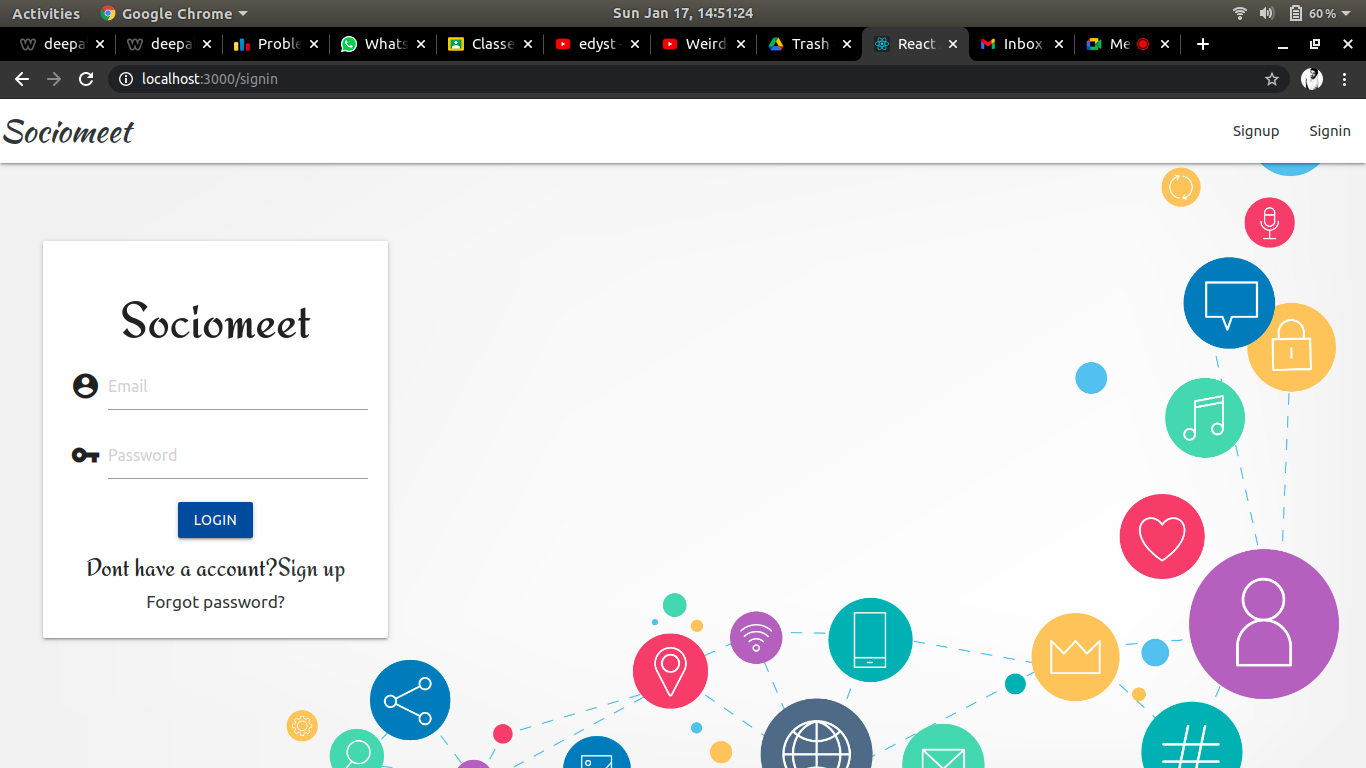 Activities Google Chrome Sun Jan 17, 14:51:24 60%
deepa deepa Proble Whats Classe edyst - Weird Trash React Inbox Me
localhost:3000/signin
Sociomeet Signup Signin
Sociomeet
Email
Password
LOGIN
Dont have a account?Sign up
Forgot password?